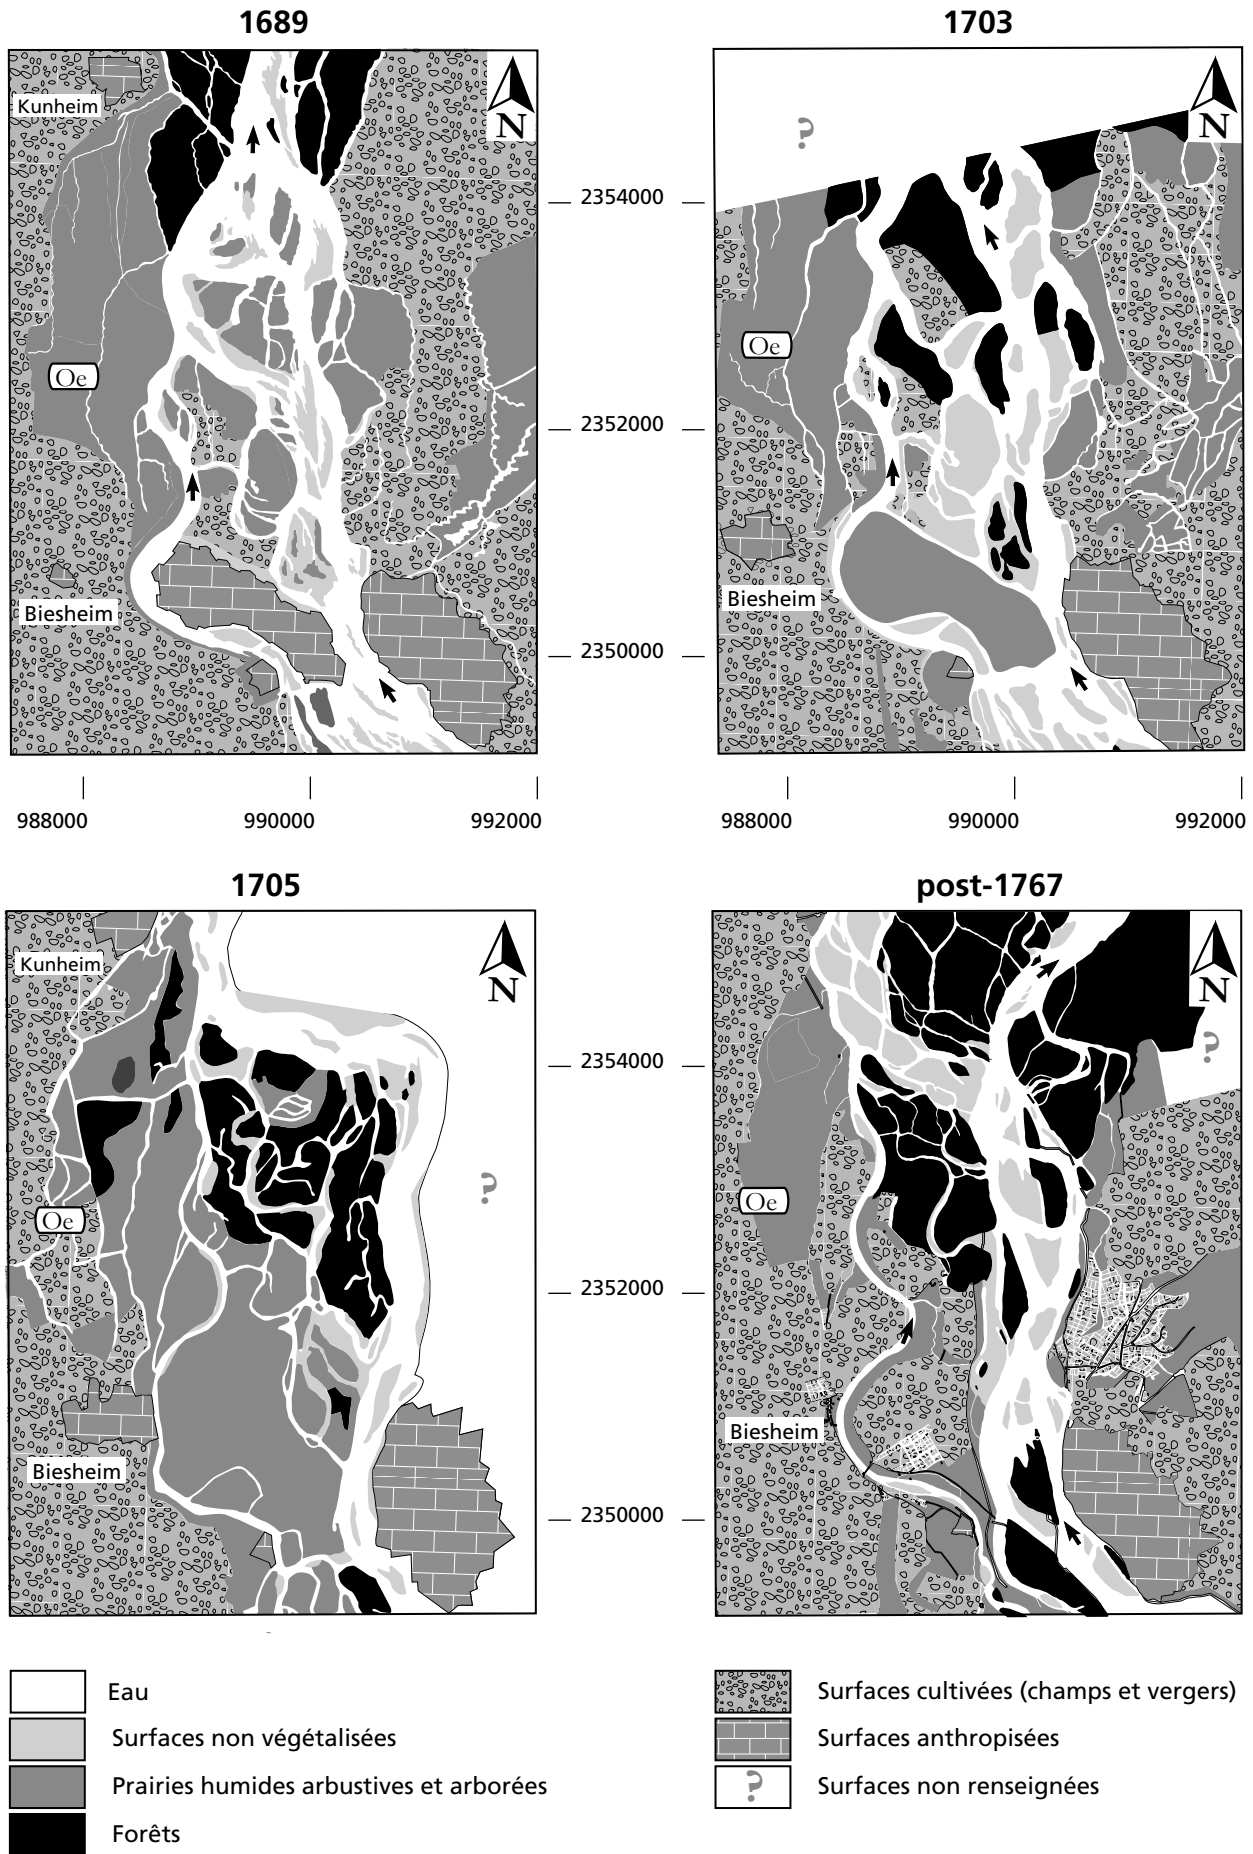 1689
1703
Kunheim
N
N
?
2354000
Oe
Oe
2352000
Biesheim
Biesheim
2350000
988000
990000
992000
988000
990000
992000
1705
post-1767
Kunheim
N
N
?
2354000
?
Oe
Oe
2352000
Biesheim
Biesheim
2350000
Eau
Surfaces non végétalisées
Prairies humides arbustives et arborées
Forêts
Surfaces cultivées (champs et vergers)
Surfaces anthropisées
? Surfaces non renseignées